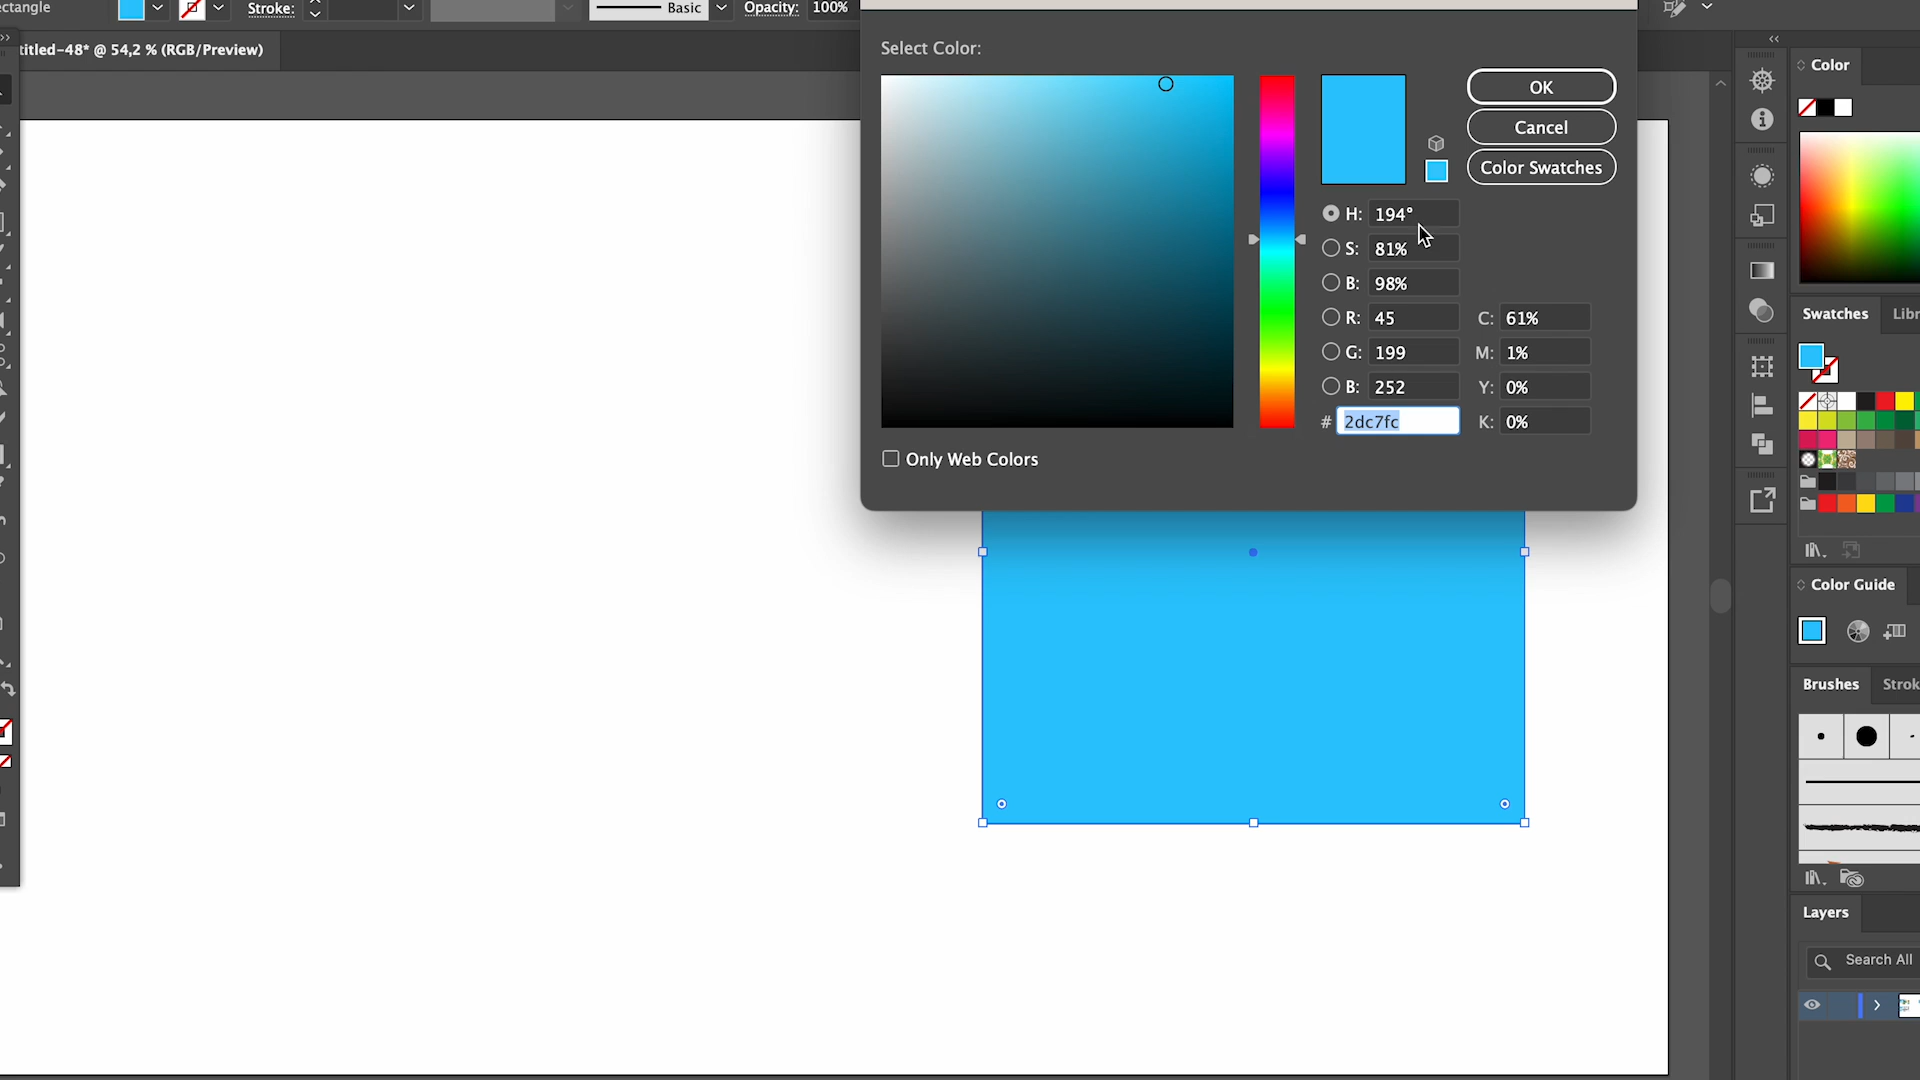 ectangle
Stroke:
Basic
Opacity:
100%
titled-48* @ 54,2 % (RGB/Preview)
Select Color:
OK
Cancel
Color Swatches
H: 194°
S: 81%
B: 98%
R: 45
C: 61%
G: 199
M: 1%
B: 252
Y: 0%
# 2dc7fc
K: 0%
Only Web Colors
Color
Swatches
Libr
Color Guide
Brushes
Strok
Layers
Search All